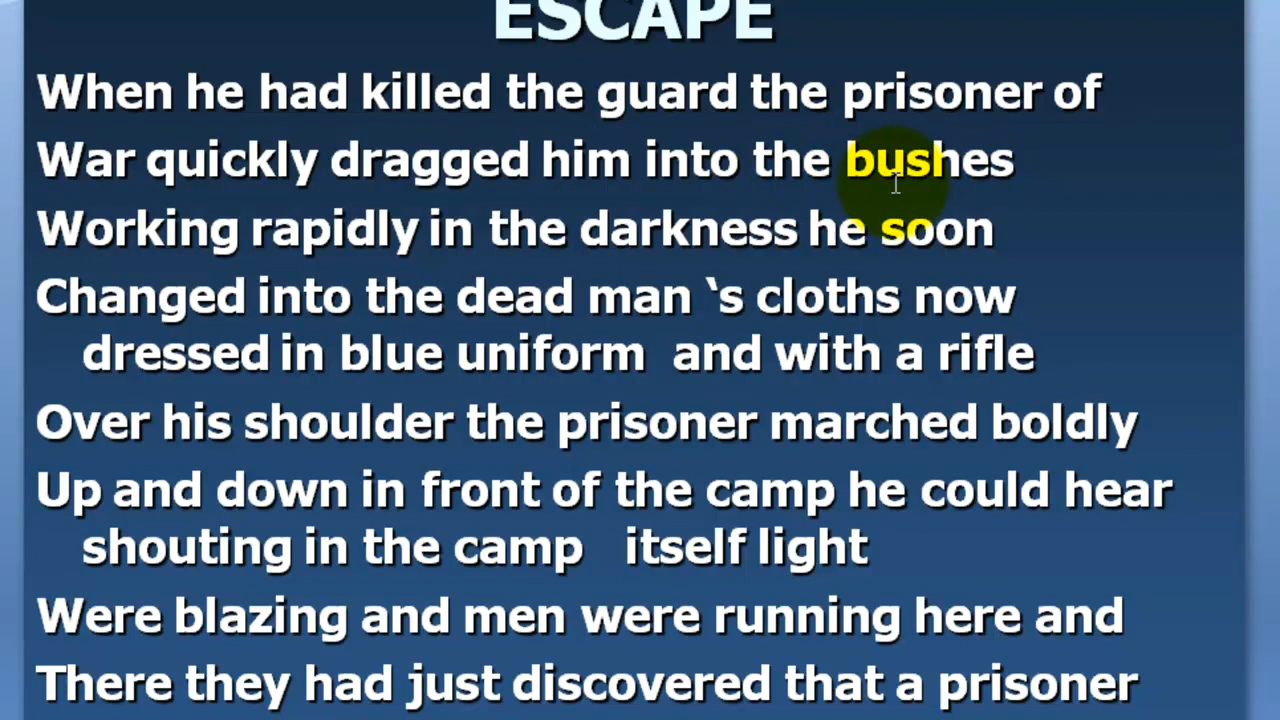 ESCAPE
When he had killed the guard the prisoner of
War quickly dragged him into the bushes
Working rapidly in the darkness he soon
Changed into the dead man ‘s cloths now
dressed in blue uniform and with a rifle
Over his shoulder the prisoner marched boldly
Up and down in front of the camp he could hear
shouting in the camp itself light
Were blazing and men were running here and
There they had just discovered that a prisoner